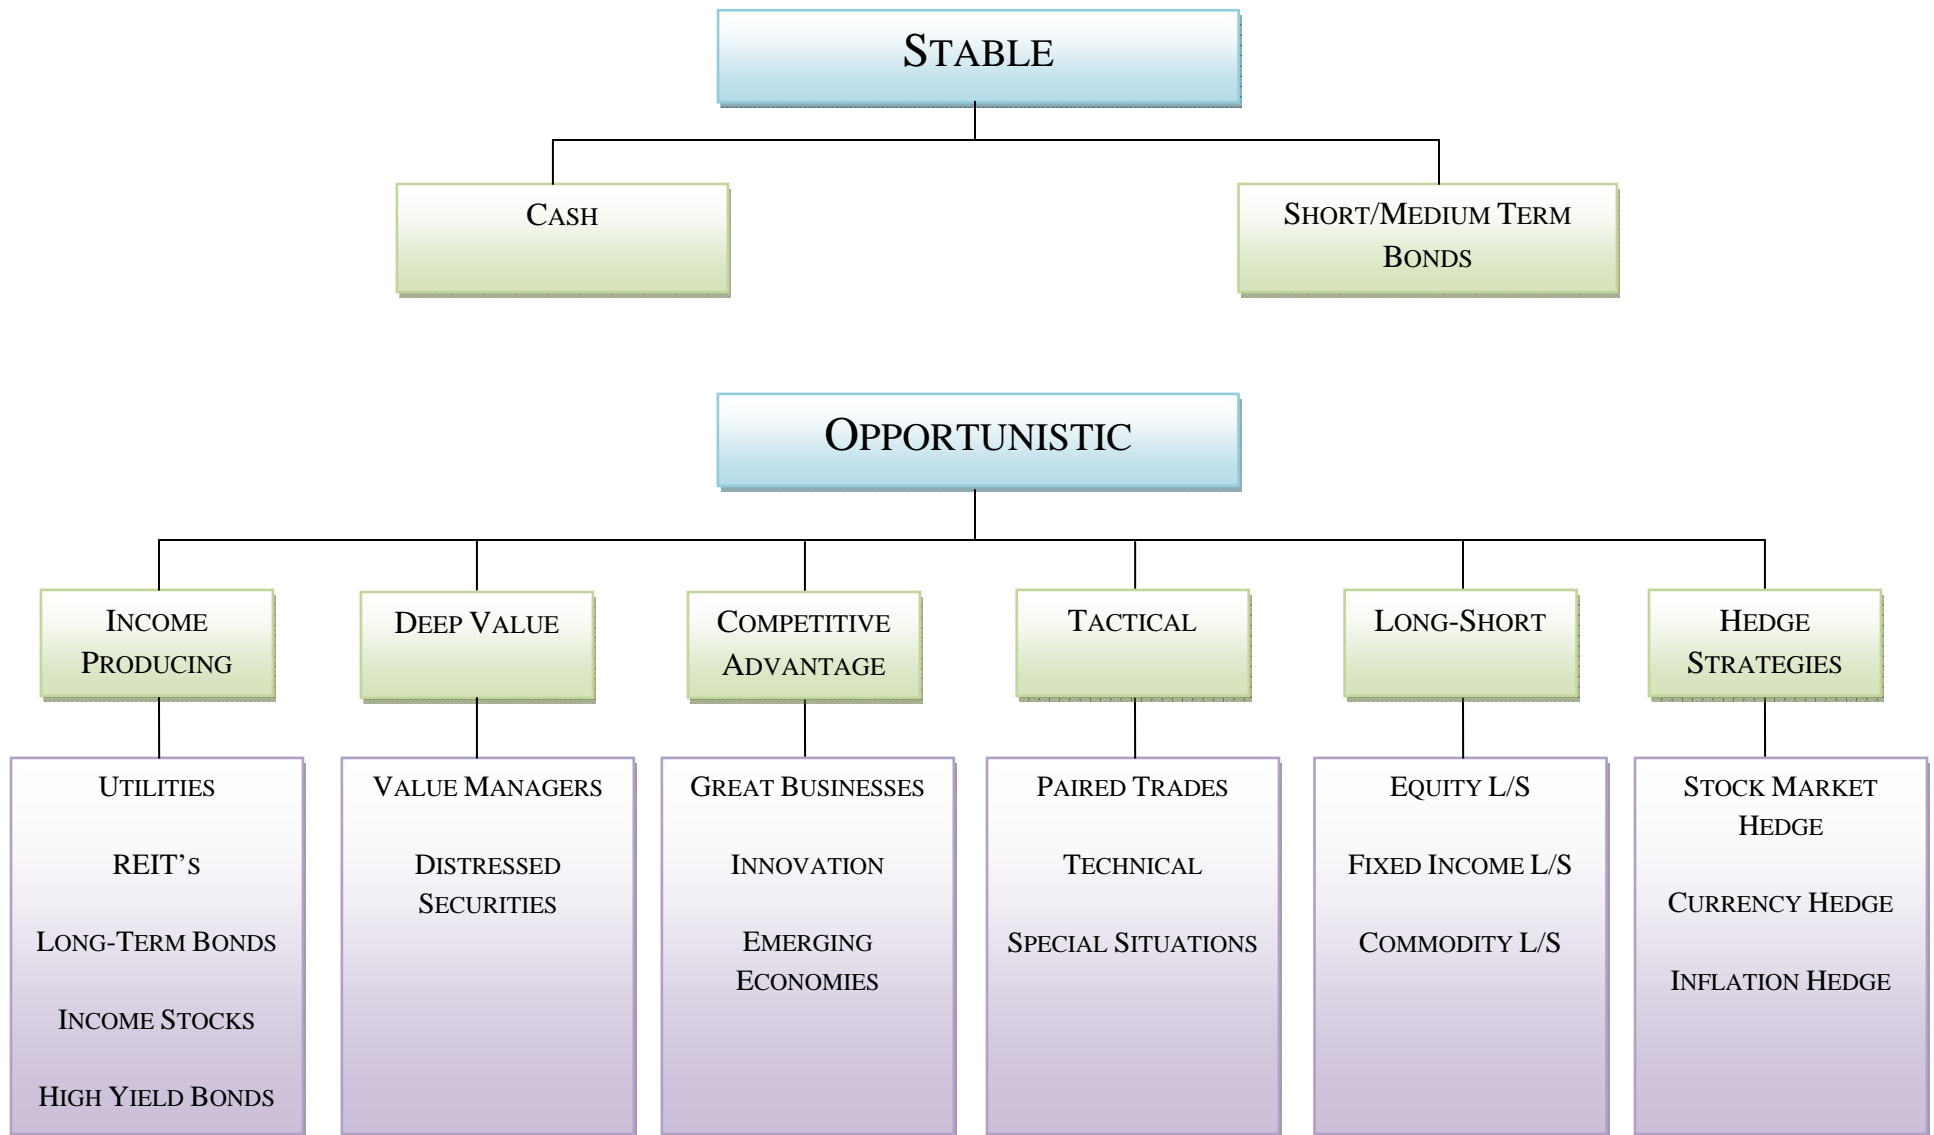 STABLE
CASH
SHORT/MEDIUM TERM
BONDS
OPPORTUNISTIC
INCOME
PRODUCING
DEEP VALUE
COMPETITIVE
ADVANTAGE
TACTICAL
LONG-SHORT
HEDGE
STRATEGIES
UTILITIES
REIT'S
LONG-TERM BONDS
INCOME STOCKS
HIGH YIELD BONDS
VALUE MANAGERS
DISTRESSED
SECURITIES
GREAT BUSINESSES
INNOVATION
EMERGING
ECONOMIES
PAIRED TRADES
TECHNICAL
SPECIAL SITUATIONS
EQUITY L/S
FIXED INCOME L/S
COMMODITY L/S
STOCK MARKET
HEDGE
CURRENCY HEDGE
INFLATION HEDGE